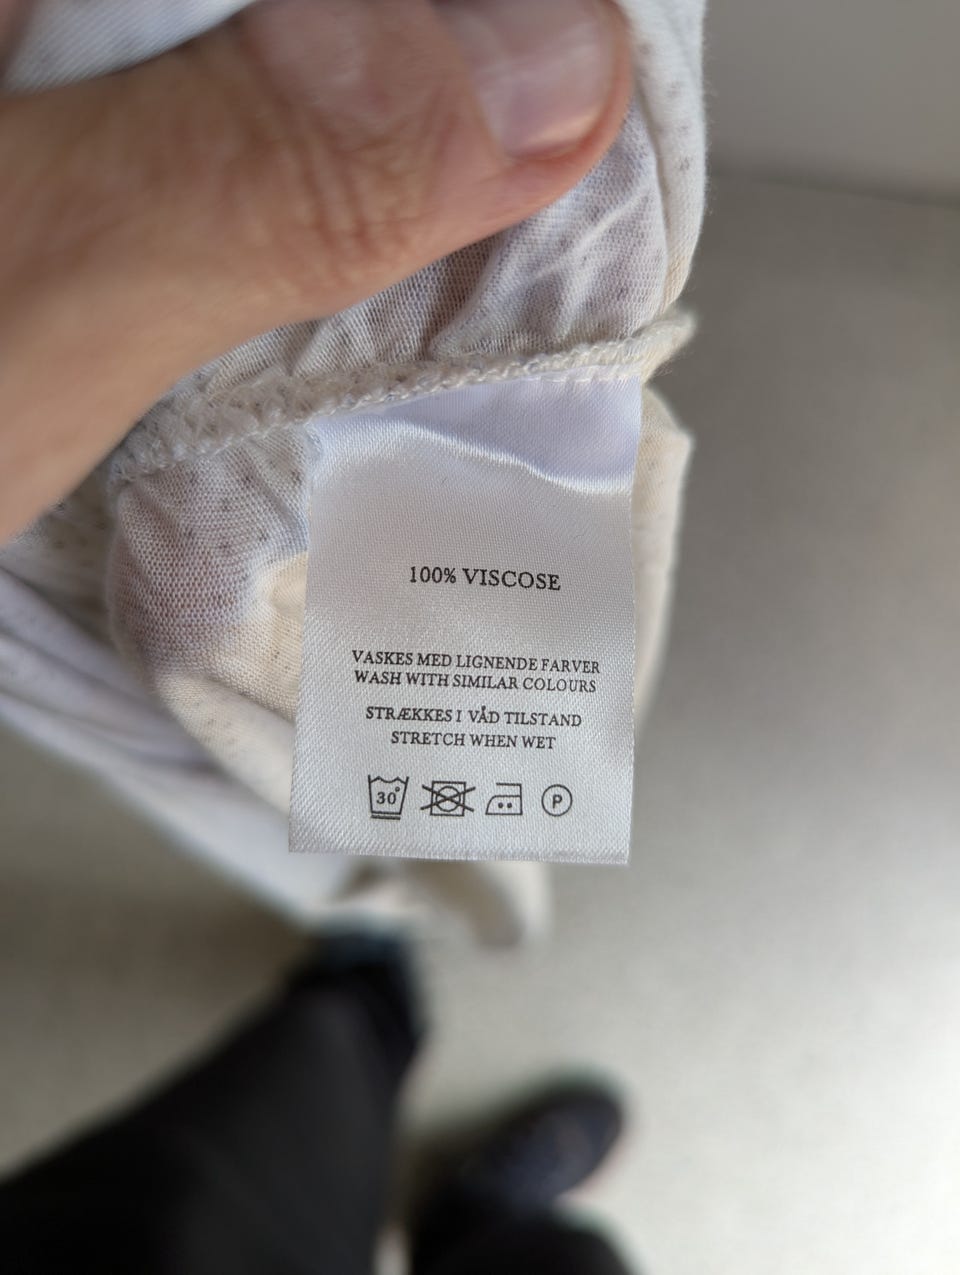 100% VISCOSE
VASKES MED LIGNENDE FARVER
WASH WITH SIMILAR COLOURS
STRÆKKES I VÅD TILSTAND
STRETCH WHEN WET
30° P